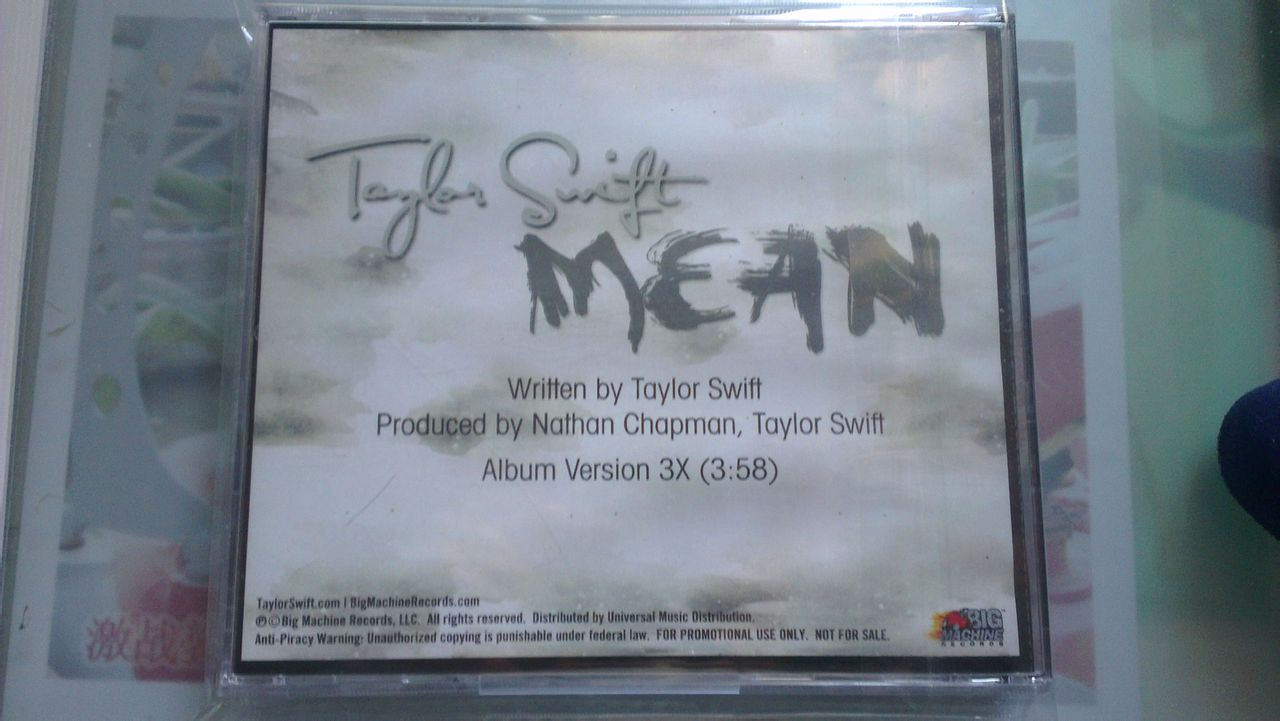 Taylor Swift
MEAN
Written by Taylor Swift
Produced by Nathan Chapman, Taylor Swift
Album Version 3X (3:58)
TaylorSwift.com | BigMachineRecords.com
℗©Big Machine Records, LLC. All rights reserved. Distributed by Universal Music Distribution.
Anti-Piracy Warning: Unauthorized copying is punishable under federal law. FOR PROMOTIONAL USE ONLY. NOT FOR SALE.
BIG
MACHINE
RECORDS
激战